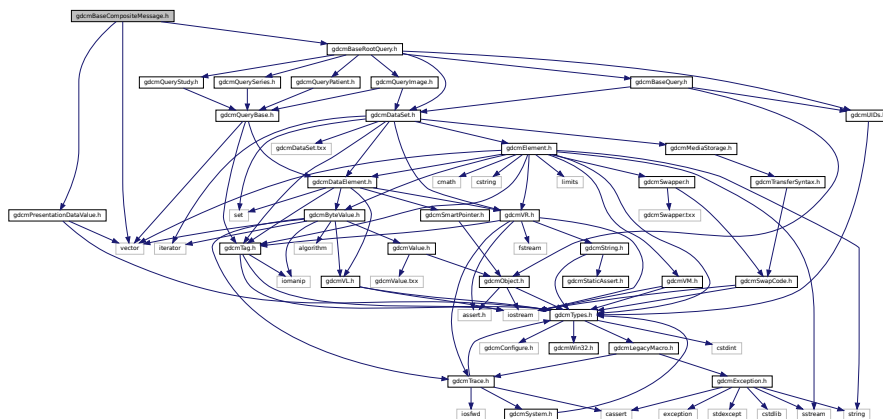 gdcmBaseCompositeMessage.h
gdcmBaseRootQuery.h
gdcmQueryStudy.h
gdcmQuerySeries.h
gdcmQueryPatient.h
gdcmQueryImage.h
gdcmBaseQuery.h
gdcmQueryBase.h
gdcmDataSet.h
gdcmUIDs.h
gdcmDataSet.txx
gdcmElement.h
gdcmMediaStorage.h
gdcmDataElement.h
cmath
cstring
limits
gdcmSwapper.h
gdcmTransferSyntax.h
gdcmPresentationDataValue.h
set
gdcmByteValue.h
gdcmSmartPointer.h
gdcmVR.h
gdcmSwapper.txx
vector
iterator
gdcmTag.h
algorithm
gdcmValue.h
fstream
gdcmString.h
iomanip
gdcmVL.h
gdcmValue.txx
gdcmObject.h
gdcmStaticAssert.h
gdcmVM.h
gdcmSwapCode.h
assert.h
iostream
gdcmTypes.h
gdcmConfigure.h
gdcmWin32.h
gdcmLegacyMacro.h
cstdint
gdcmTrace.h
gdcmException.h
iosfwd
gdcmSystem.h
cassert
exception
stdexcept
cstdlib
sstream
string